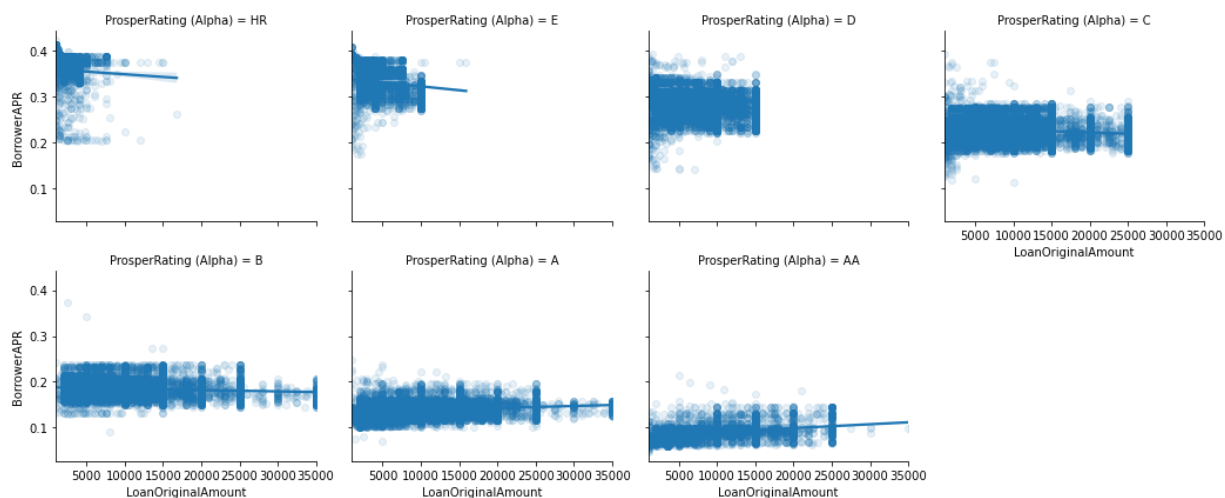 ProsperRating (Alpha) = HR
ProsperRating (Alpha) = E
ProsperRating (Alpha) = D
ProsperRating (Alpha) = C
BorrowerAPR
0.4
0.3
0.2
0.1
5000 10000 15000 20000 25000 30000 35000
LoanOriginalAmount
ProsperRating (Alpha) = B
ProsperRating (Alpha) = A
ProsperRating (Alpha) = AA
BorrowerAPR
0.4
0.3
0.2
0.1
5000 10000 15000 20000 25000 30000 35000
LoanOriginalAmount
5000 10000 15000 20000 25000 30000 35000
LoanOriginalAmount
5000 10000 15000 20000 25000 30000 35000
LoanOriginalAmount